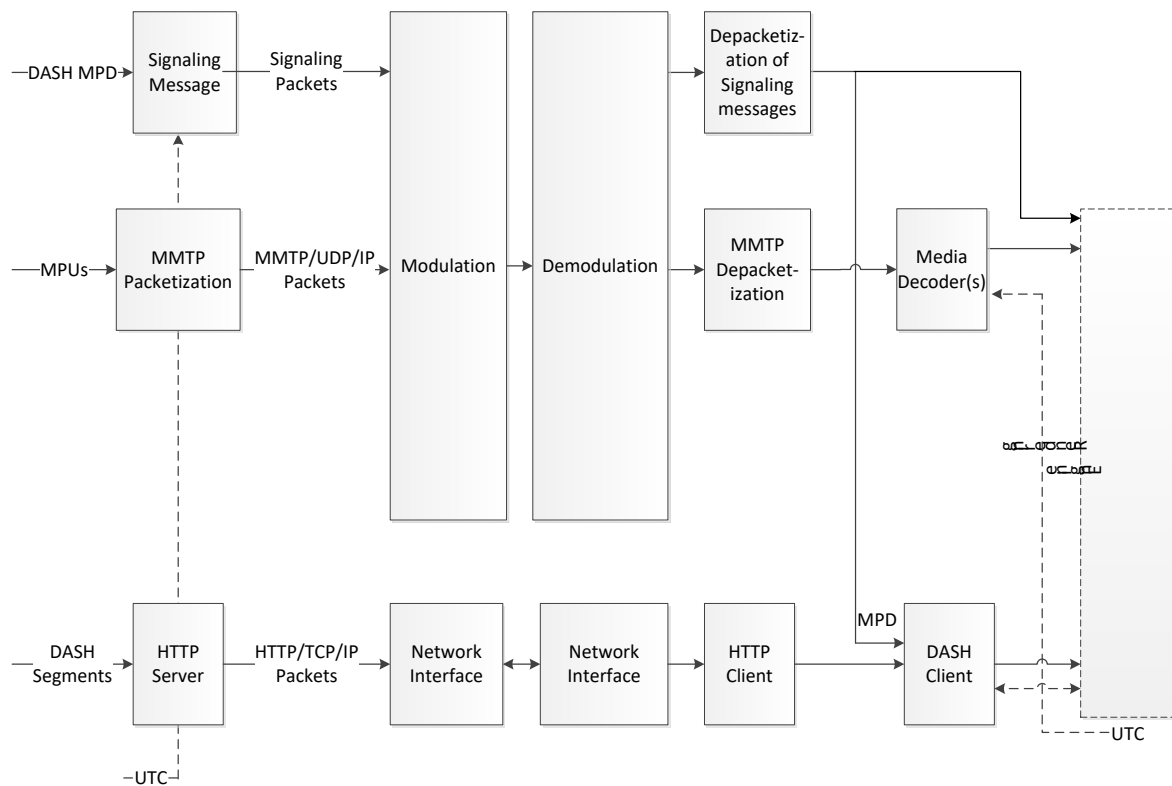 DASH MPD
Signaling
Message
Signaling
Packets
Depacketiz-
ation of
Signaling
messages
MPUs
MMTP
Packetization
MMTP/UDP/IP
Packets
Modulation
Demodulation
MMTP
Depacket-
ization
Media
Decoder(s)
DASH
Segments
HTTP
Server
HTTP/TCP/IP
Packets
Network
Interface
Network
Interface
HTTP
Client
MPD
DASH
Client
UTC
UTC